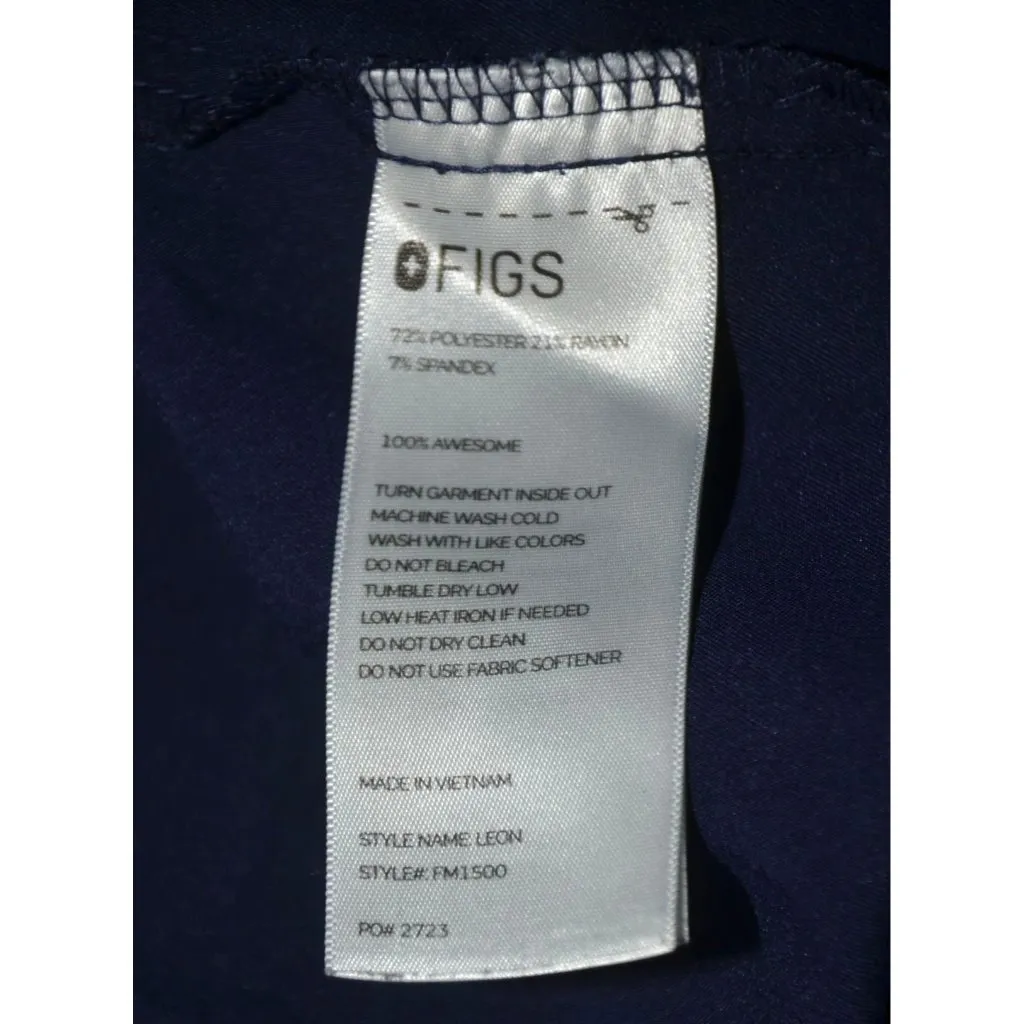 FIGS
72% POLYESTER 21% RAYON
7% SPANDEX
100% AWESOME
TURN GARMENT INSIDE OUT
MACHINE WASH COLD
WASH WITH LIKE COLORS
DO NOT BLEACH
TUMBLE DRY LOW
LOW HEAT IRON IF NEEDED
DO NOT DRY CLEAN
DO NOT USE FABRIC SOFTENER
MADE IN VIETNAM
STYLE NAME: LEON
STYLE#: FM1500
PO# 2723